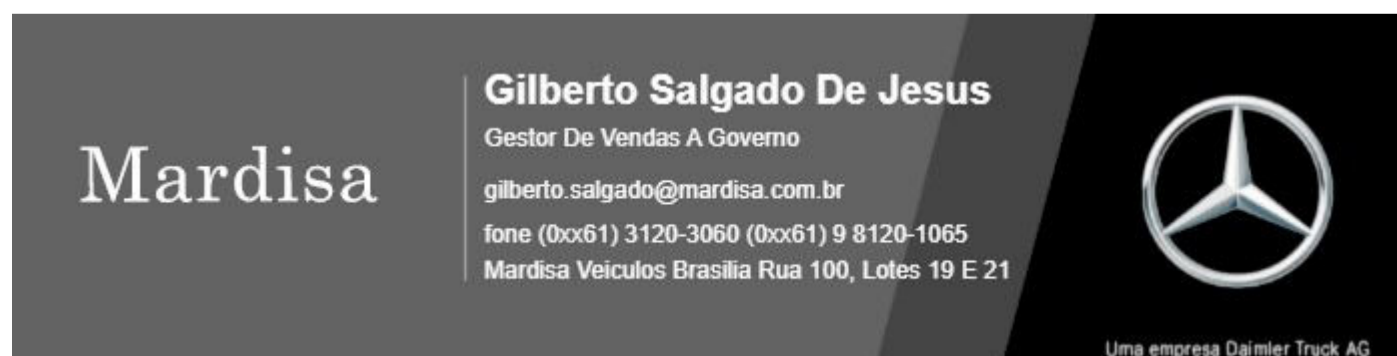 Mardisa
Gilberto Salgado De Jesus
Gestor De Vendas A Governo
gilberto.salgado@mardisa.com.br
fone (0xx61) 3120-3060 (0xx61) 9 8120-1065
Mardisa Veiculos Brasilia Rua 100, Lotes 19 E 21
Uma empresa Daimler Truck AG